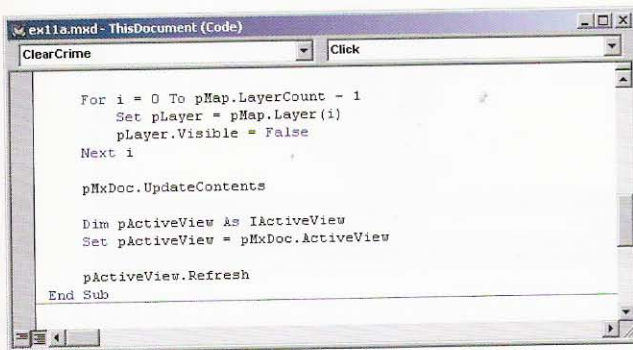 ex11a.mxd - ThisDocument (Code)
ClearCrime Click
For i = 0 To pMap.LayerCount - 1
Set pLayer = pMap.Layer(i)
pLayer.Visible = False
Next i
pMxDoc.UpdateContents
Dim pActiveView As IActiveView
Set pActiveView = pMxDoc.ActiveView
pActiveView.Refresh
End Sub